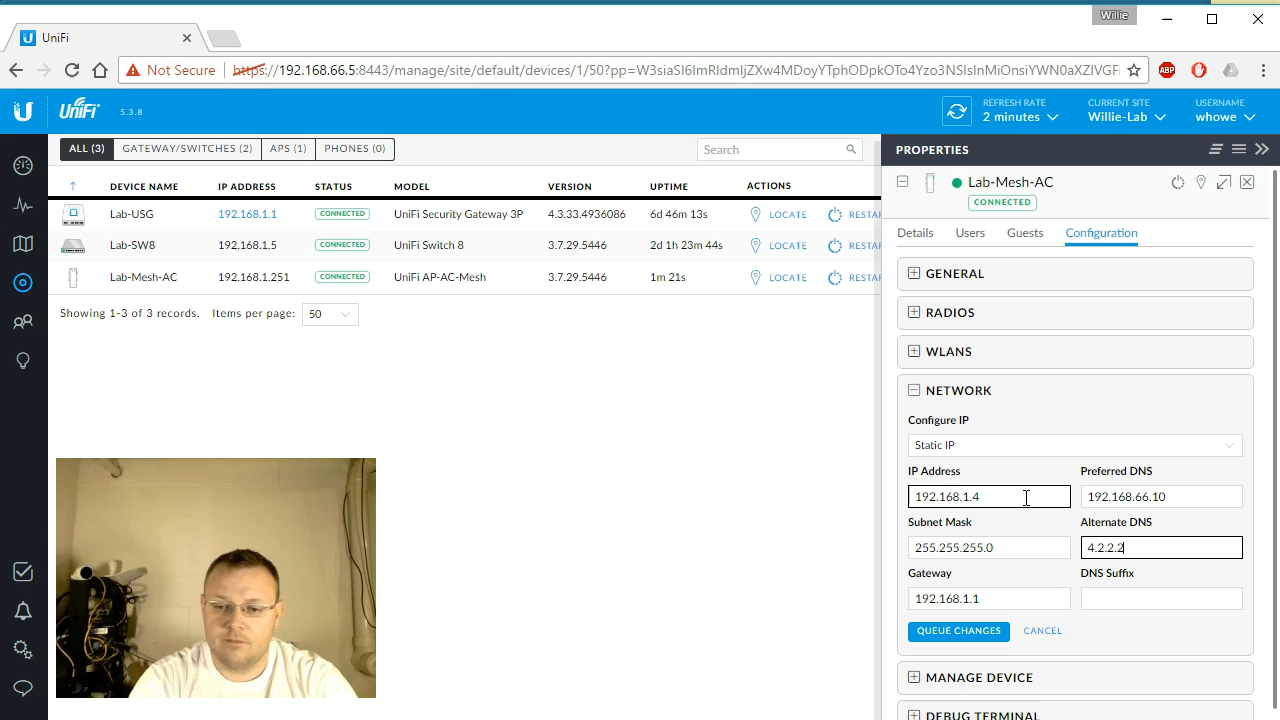 Willie
UniFi
Not Secure https://192.168.66.5:8443/manage/site/default/devices/1/50?pp=W3siaSI6ImRldmljZXw4MDoyYTphODpkOTo4Yzo3NSIsInMiOnsiYWN0aXZlVGFi
ABP
UniFi 5.3.8
REFRESH RATE
2 minutes
CURRENT SITE
Willie-Lab
USERNAME
whowe
ALL (3) GATEWAY/SWITCHES (2) APS (1) PHONES (0)
Search
DEVICE NAME IP ADDRESS STATUS MODEL VERSION UPTIME ACTIONS
Lab-USG 192.168.1.1 CONNECTED UniFi Security Gateway 3P 4.3.33.4936086 6d 46m 13s LOCATE RESTAR
Lab-SW8 192.168.1.5 CONNECTED UniFi Switch 8 3.7.29.5446 2d 1h 23m 44s LOCATE RESTAR
Lab-Mesh-AC 192.168.1.251 CONNECTED UniFi AP-AC-Mesh 3.7.29.5446 1m 21s LOCATE RESTAR
Showing 1-3 of 3 records. Items per page: 50
PROPERTIES
Lab-Mesh-AC
CONNECTED
Details Users Guests Configuration
GENERAL
RADIOS
WLANS
NETWORK
Configure IP
Static IP
IP Address Preferred DNS
192.168.1.4 192.168.66.10
Subnet Mask Alternate DNS
255.255.255.0 4.2.2.2
Gateway DNS Suffix
192.168.1.1
QUEUE CHANGES CANCEL
MANAGE DEVICE
DEBUG TERMINAL